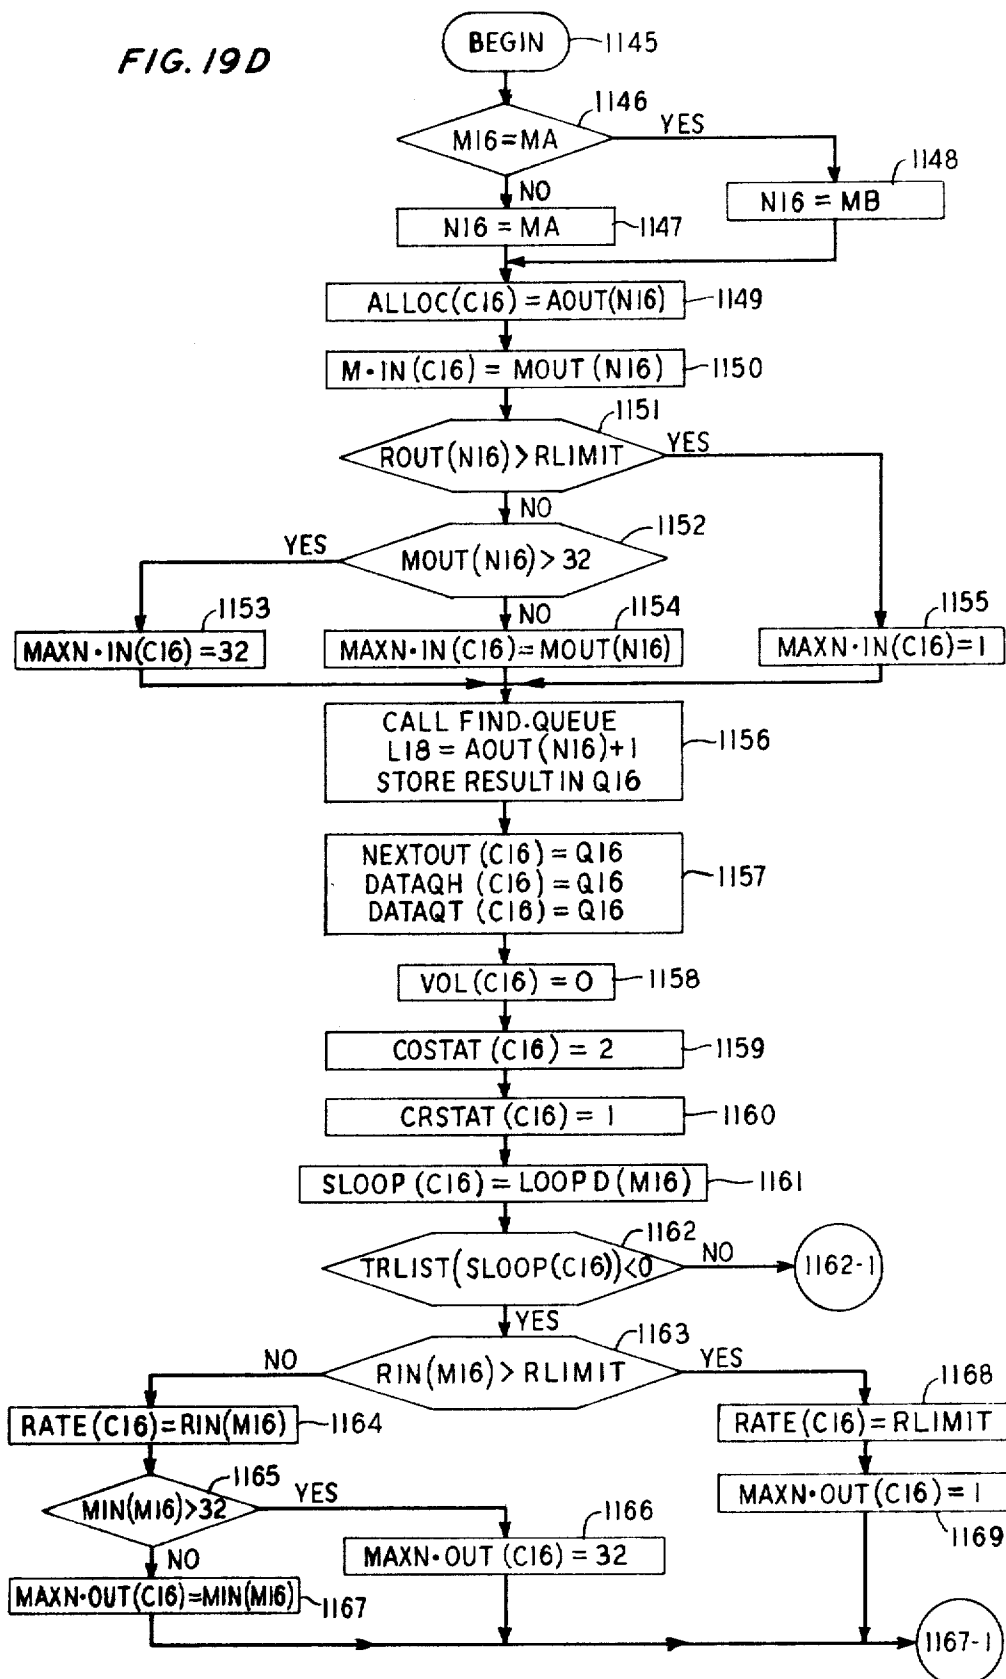 FIG. 19D
BEGIN
1145
1146
M16=MA
YES
1148
NO
N16 = MB
N16 = MA
1147
ALLOC(C16) = AOUT(N16)
1149
M•IN(C16) = MOUT (N16)
1150
1151
ROUT(N16) > RLIMIT
YES
NO
1152
YES
MOUT(N16) > 32
1153
NO
1154
1155
MAXN•IN(C16) = 32
MAXN•IN(C16) = MOUT(N16)
MAXN•IN(C16)=1
CALL FIND•QUEUE
L18 = AOUT(N16)+1
STORE RESULT IN Q16
1156
NEXTOUT (C16) = Q16
DATAQH (C16) = Q16
DATAQT (C16) = Q16
1157
VOL(C16) = 0
1158
COSTAT (C16) = 2
1159
CRSTAT (C16) = 1
1160
SLOOP (C16) = LOOPD (M16)
1161
1162
TRLIST(SLOOP(C16))<0
NO
1162-1
YES
1163
NO
RIN(M16) > RLIMIT
YES
1168
RATE(C16)=RIN(M16)
1164
RATE(C16)=RLIMIT
1165
MIN(M16)>32
YES
1166
MAXN•OUT(C16)=1
1169
MAXN•OUT (C16) = 32
NO
MAXN•OUT(C16)=MIN(M16)
1167
1167-1